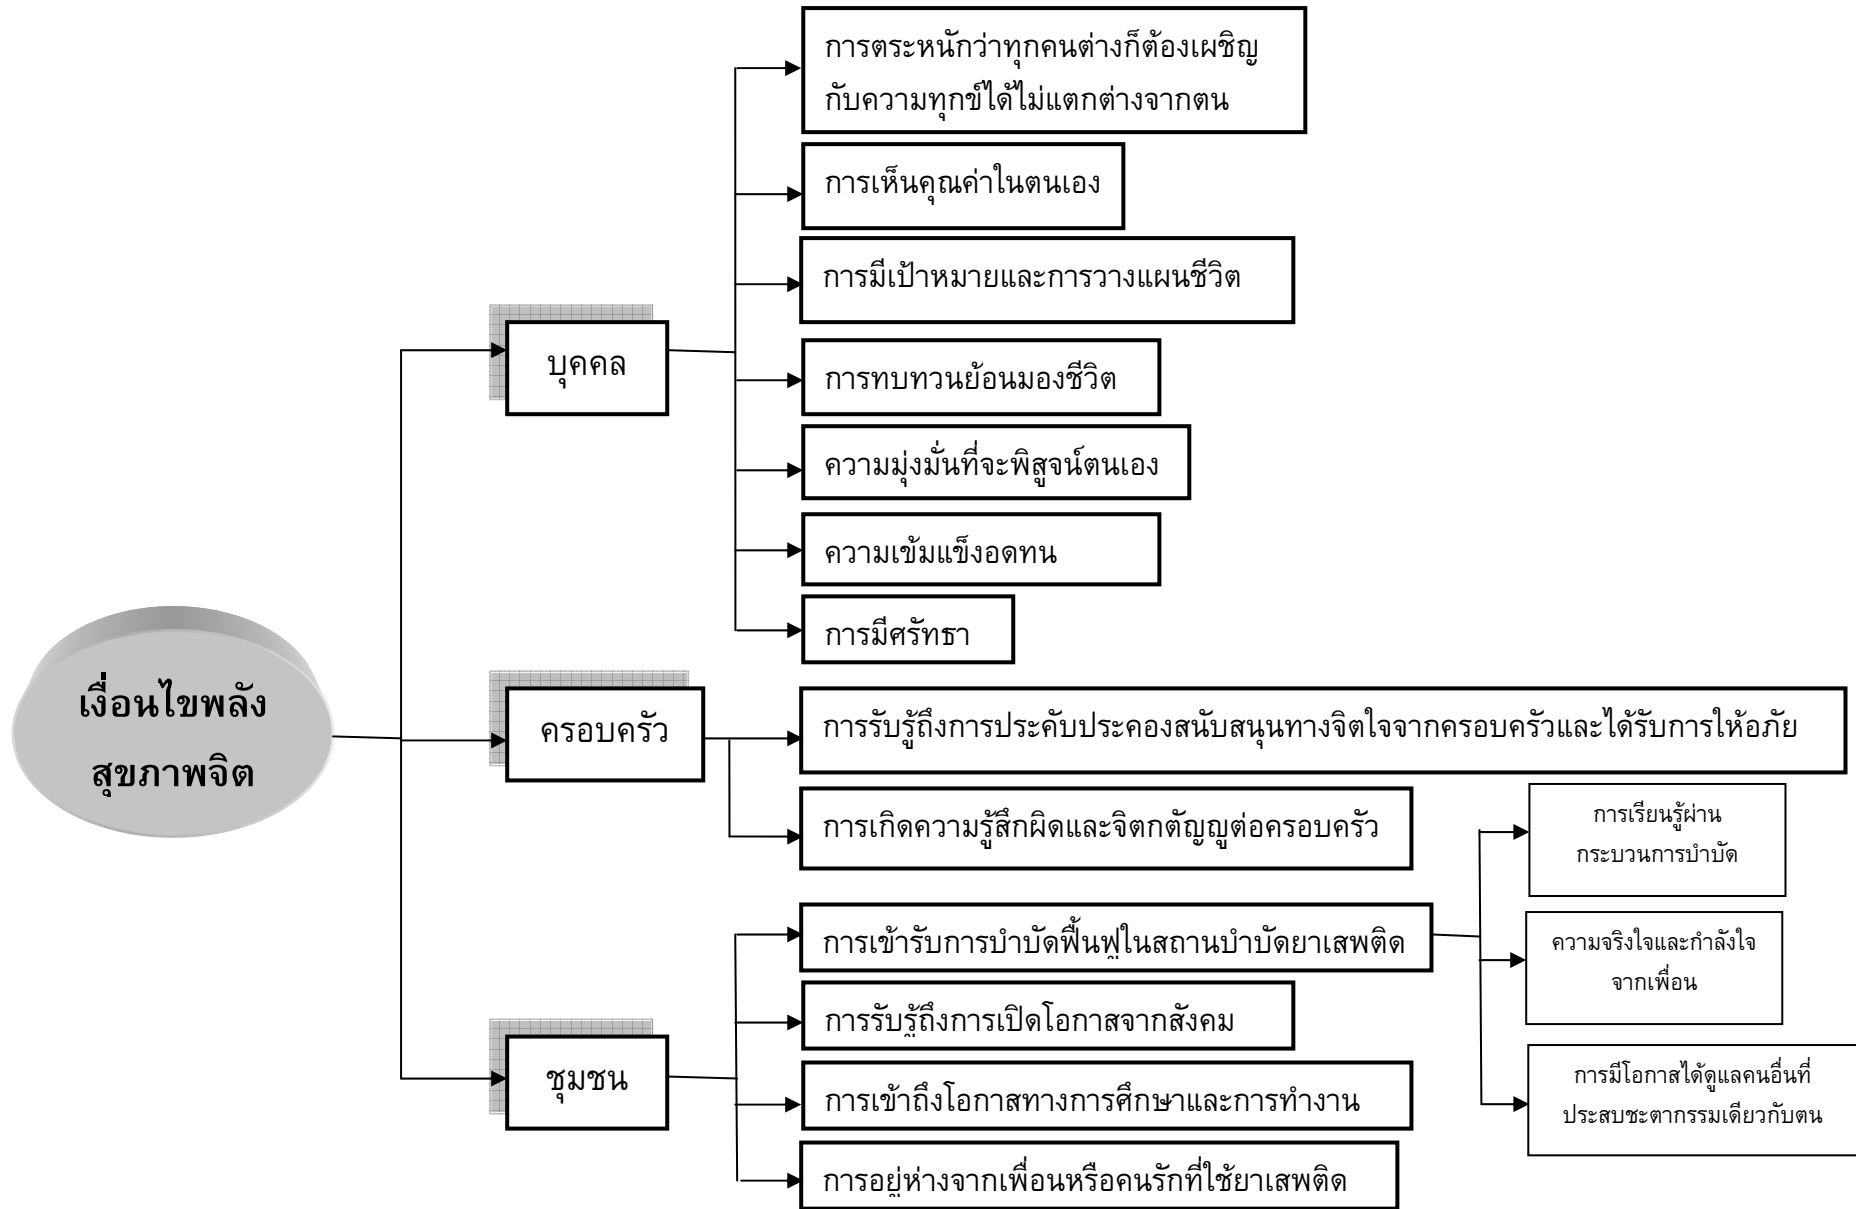 การตระหนักว่าทุกคนต่างก็ต้องเผชิญ
กับความทุกข์ได้ไม่แตกต่างจากตน
การเห็นคุณค่าในตนเอง
การมีเป้าหมายและการวางแผนชีวิต
บุคคล
การทบทวนย้อนมองชีวิต
ความมุ่งมั่นที่จะพิสูจน์ตนเอง
ความเข้มแข็งอดทน
การมีศรัทธา
เงื่อนไขพลัง
สุขภาพจิต
ครอบครัว
การรับรู้ถึงการประคับประคองสนับสนุนทางจิตใจจากครอบครัวและได้รับการให้อภัย
การเกิดความรู้สึกผิดและจิตกตัญญูต่อครอบครัว
ชุมชน
การเข้ารับการบำบัดฟื้นฟูในสถานบำบัดยาเสพติด
การเรียนรู้ผ่าน
กระบวนการบำบัด
ความจริงใจและกำลังใจ
จากเพื่อน
การมีโอกาสได้ดูแลคนอื่นที่
ประสบชะตากรรมเดียวกับตน
การรับรู้ถึงการเปิดโอกาสจากสังคม
การเข้าถึงโอกาสทางการศึกษาและการทำงาน
การอยู่ห่างจากเพื่อนหรือคนรักที่ใช้ยาเสพติด